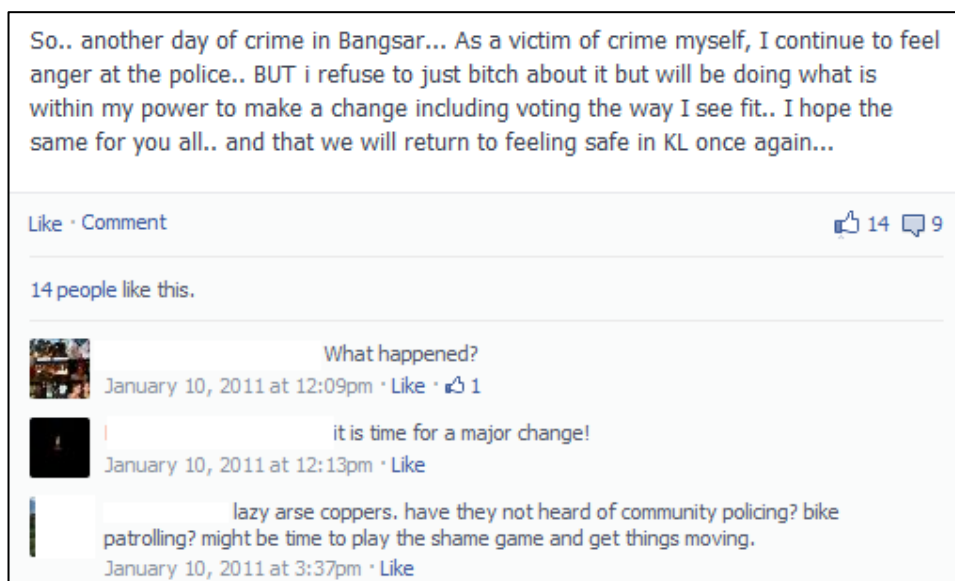 So.. another day of crime in Bangsar... As a victim of crime myself, I continue to feel
anger at the police.. BUT i refuse to just bitch about it but will be doing what is
within my power to make a change including voting the way I see fit.. I hope the
same for you all.. and that we will return to feeling safe in KL once again...
Like · Comment 14 9
14 people like this.
What happened?
January 10, 2011 at 12:09pm · Like · 1
it is time for a major change!
January 10, 2011 at 12:13pm · Like
lazy arse coppers. have they not heard of community policing? bike
patrolling? might be time to play the shame game and get things moving.
January 10, 2011 at 3:37pm · Like